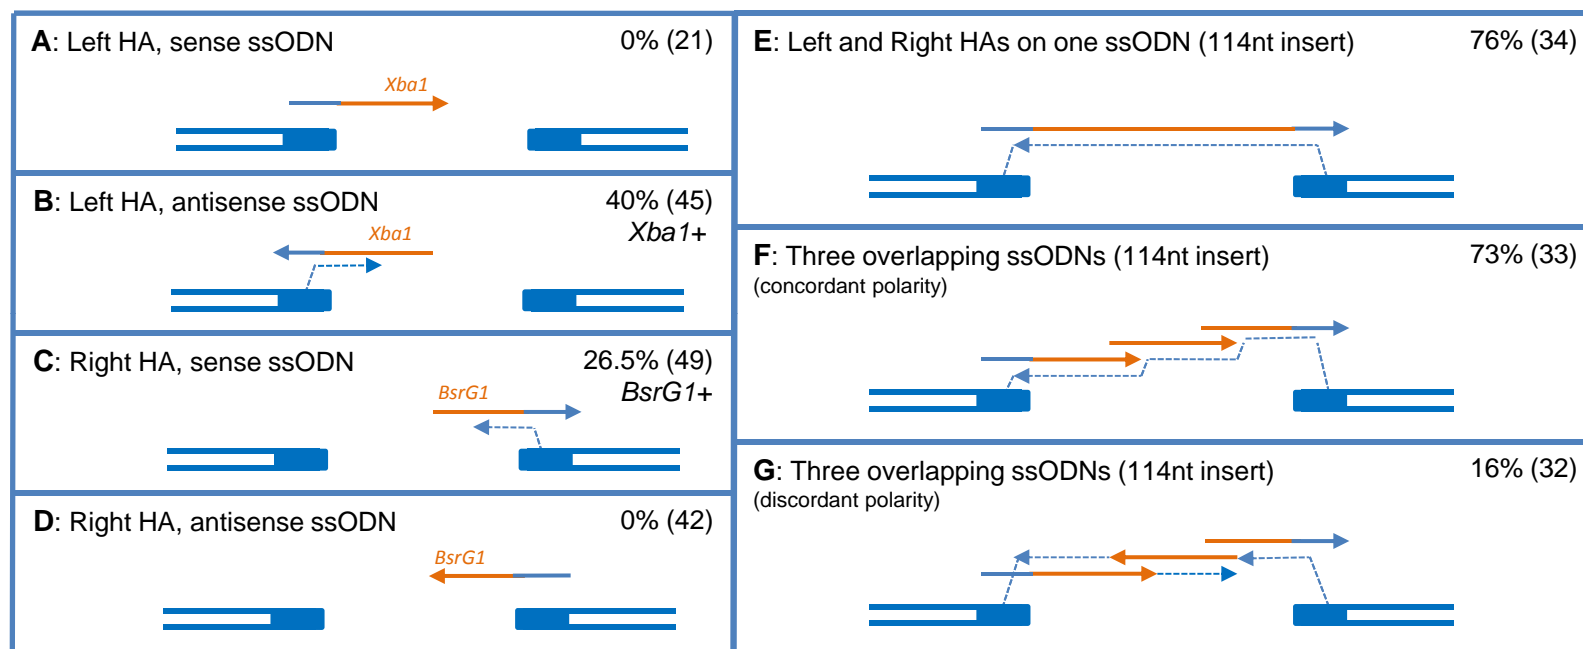 A: Left HA, sense ssODN 0% (21)
Xba1
B: Left HA, antisense ssODN 40% (45)
Xba1+
Xba1
C: Right HA, sense ssODN 26.5% (49)
BsrG1+
BsrG1
D: Right HA, antisense ssODN 0% (42)
BsrG1
E: Left and Right HAs on one ssODN (114nt insert) 76% (34)
F: Three overlapping ssODNs (114nt insert) 73% (33)
(concordant polarity)
G: Three overlapping ssODNs (114nt insert) 16% (32)
(discordant polarity)